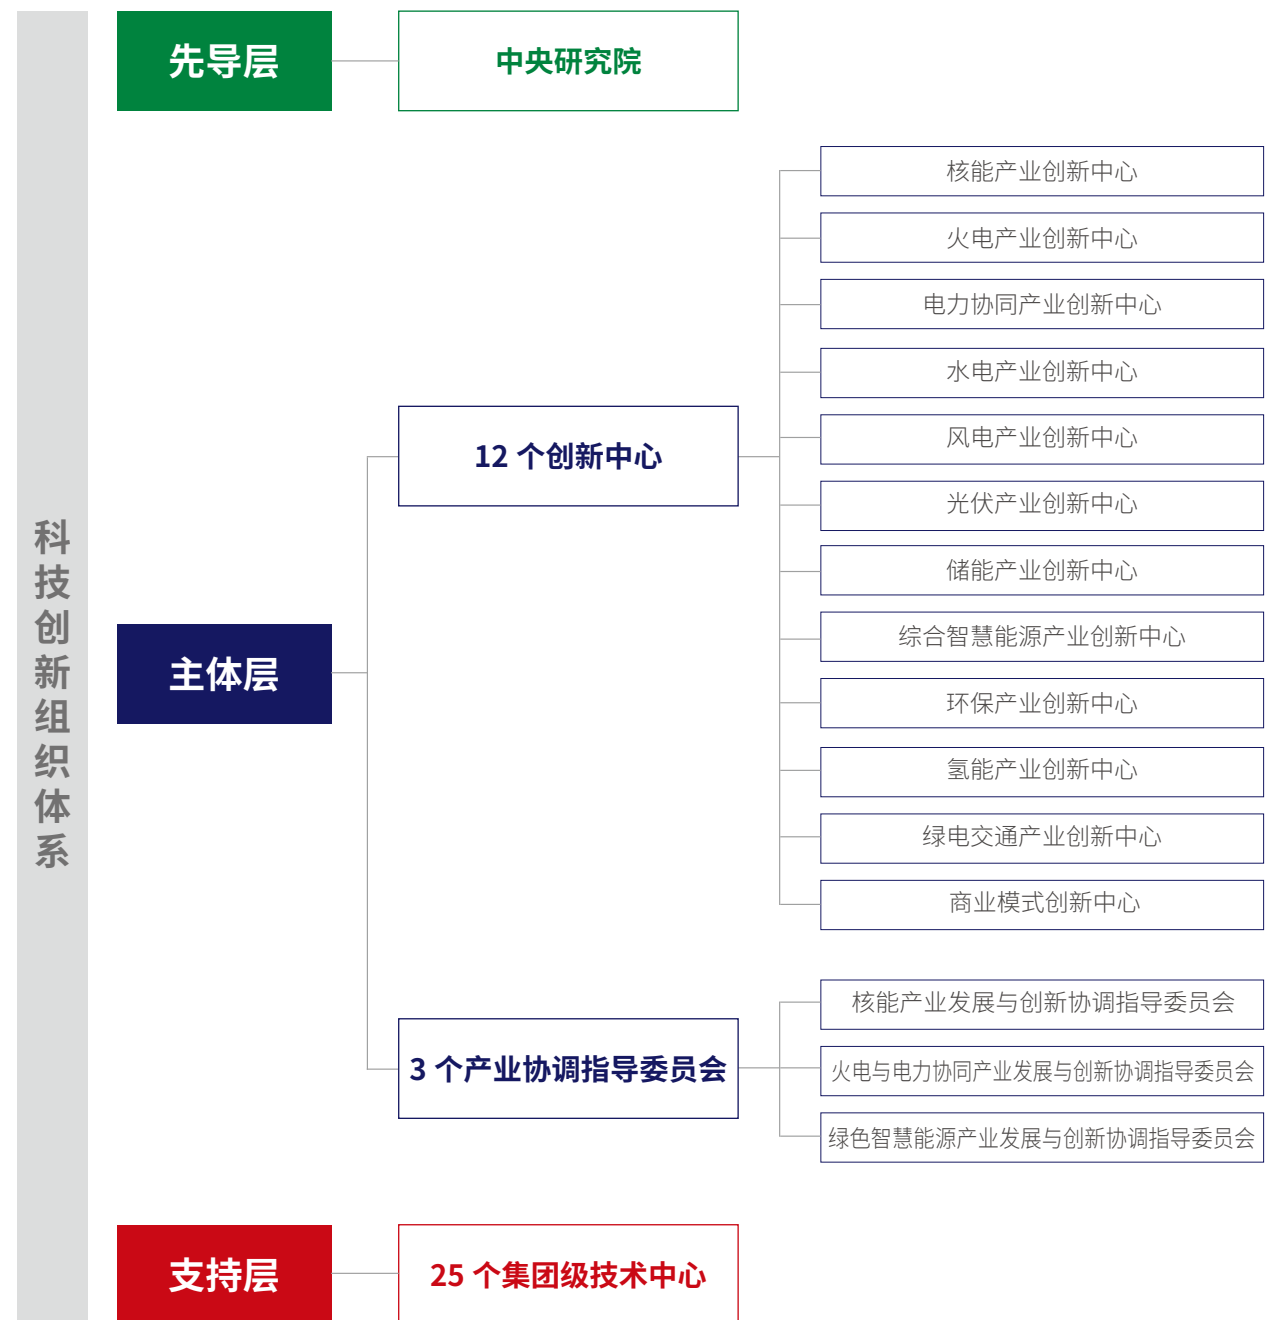 科技创新组织体系
先导层
中央研究院
主体层
12 个创新中心
核能产业创新中心
火电产业创新中心
电力协同产业创新中心
水电产业创新中心
风电产业创新中心
光伏产业创新中心
储能产业创新中心
综合智慧能源产业创新中心
环保产业创新中心
氢能产业创新中心
绿电交通产业创新中心
商业模式创新中心
3 个产业协调指导委员会
核能产业发展与创新协调指导委员会
火电与电力协同产业发展与创新协调指导委员会
绿色智慧能源产业发展与创新协调指导委员会
支持层
25 个集团级技术中心